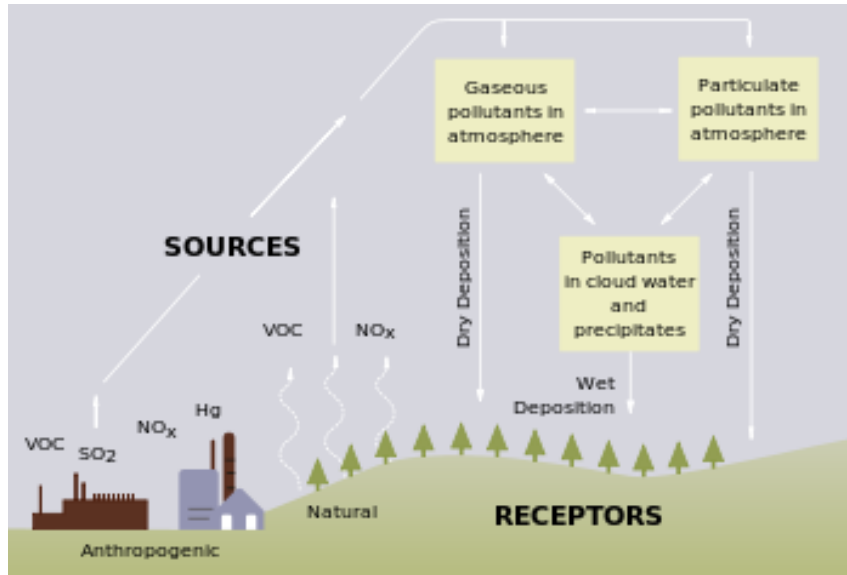 Gaseous
pollutants in
atmosphere
Particulate
pollutants in
atmosphere
SOURCES
Dry Deposition
Pollutants
in cloud water
and
precipitates
Dry Deposition
VOC
NOx
Wet
Deposition
Hg
NOx
VOC
SO2
Natural
RECEPTORS
Anthropogenic